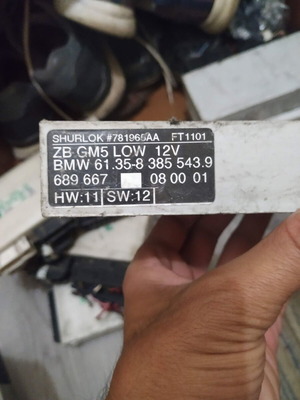 SHURLOK #781965AA FT1101
ZB GM5 LOW 12V
BMW 61.35-8 385 543.9
689 667 08 00 01
HW:11 SW:12